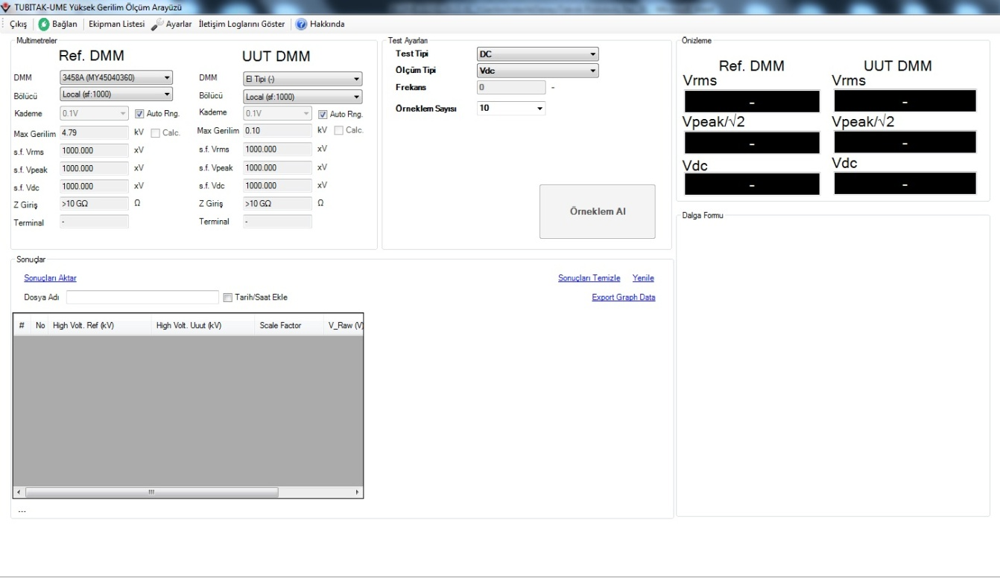 TUBITAK-UME Yüksek Gerilim Ölçüm Arayüzü
Çıkış Bağlan Ekipman Listesi Ayarlar İletişim Loglarını Göster Hakkında
Multimetreler
Ref. DMM UUT DMM
DMM 3458A (MY45040360) DMM El Tipi (-)
Bölücü Local (sf:1000) Bölücü Local (sf:1000)
Kademe 0.1V Auto Rng. Kademe 0.1V Auto Rng.
Max Gerilim 4.79 kV Calc. Max Gerilim 0.10 kV Calc.
s.f. Vrms 1000.000 xV s.f. Vrms 1000.000 xV
s.f. Vpeak 1000.000 xV s.f. Vpeak 1000.000 xV
s.f. Vdc 1000.000 xV s.f. Vdc 1000.000 xV
Z Giriş >10 GΩ Ω Z Giriş >10 GΩ Ω
Terminal - Terminal -
Test Ayarları
Test Tipi DC
Ölçüm Tipi Vdc
Frekans 0 -
Örneklem Sayısı 10
Örneklem Al
Önizleme
Ref. DMM UUT DMM
Vrms Vrms
- -
Vpeak/√2 Vpeak/√2
- -
Vdc Vdc
- -
Dalga Formu
Sonuçlar
Sonuçları Aktar Sonuçları Temizle Yenile
Dosya Adı Tarih/Saat Ekle Export Graph Data
# No High Volt. Ref (kV) High Volt. Uuut (kV) Scale Factor V_Raw (V)
...